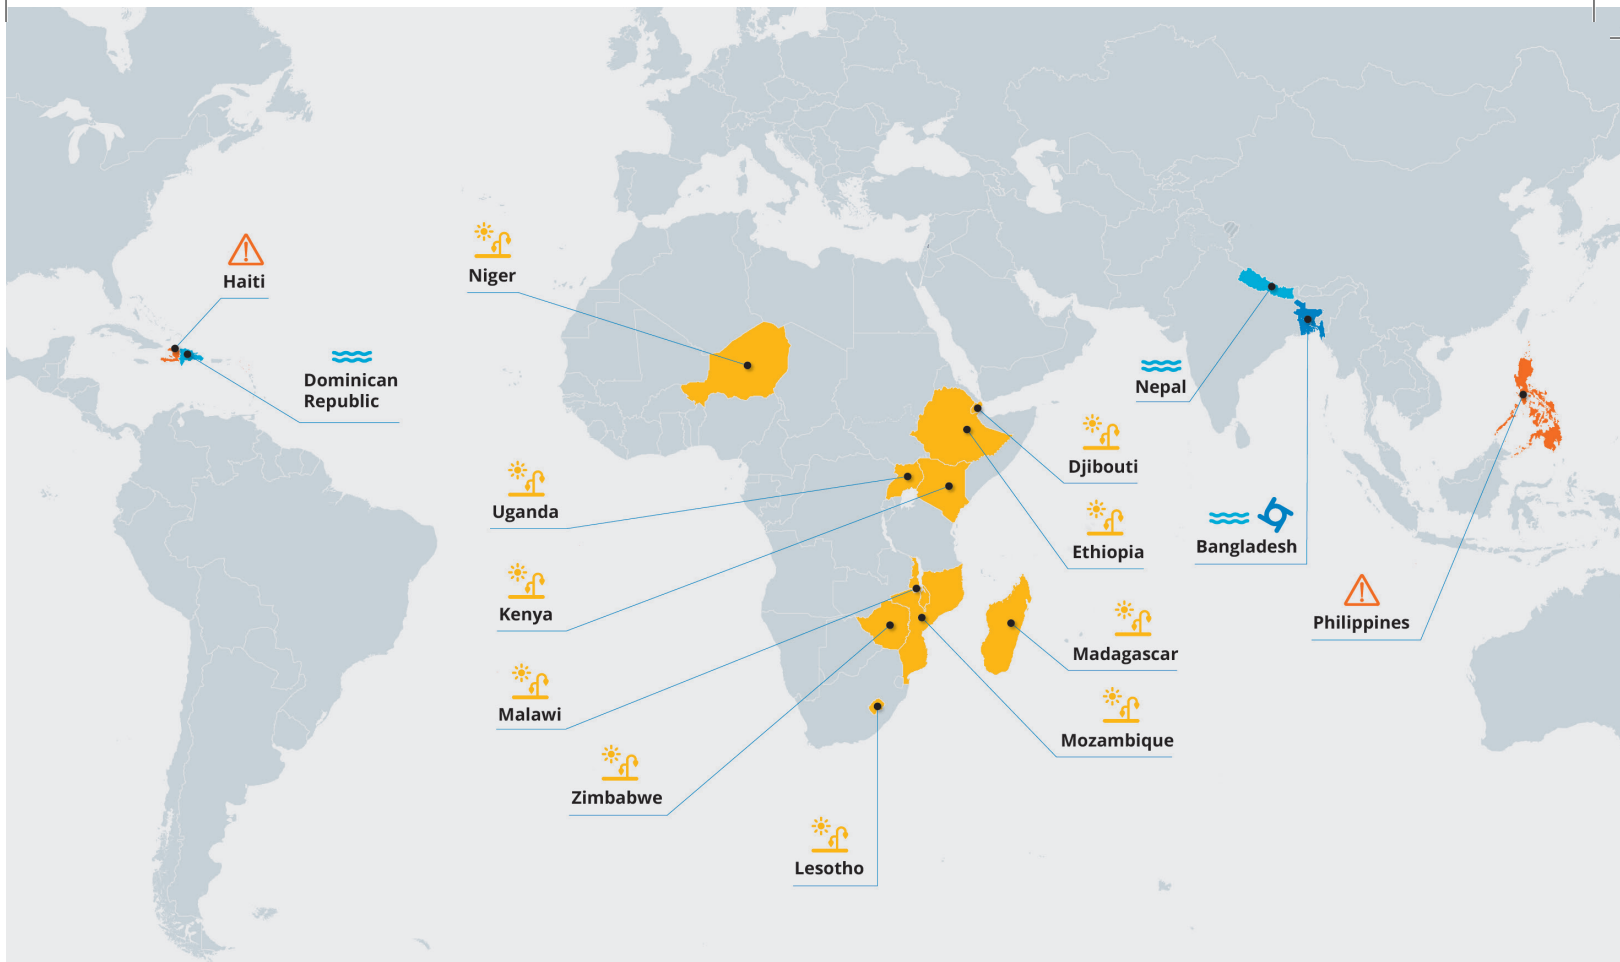 Haiti
Niger
Dominican
Republic
Nepal
Djibouti
Uganda
Ethiopia
Bangladesh
Kenya
Philippines
Madagascar
Malawi
Mozambique
Zimbabwe
Lesotho